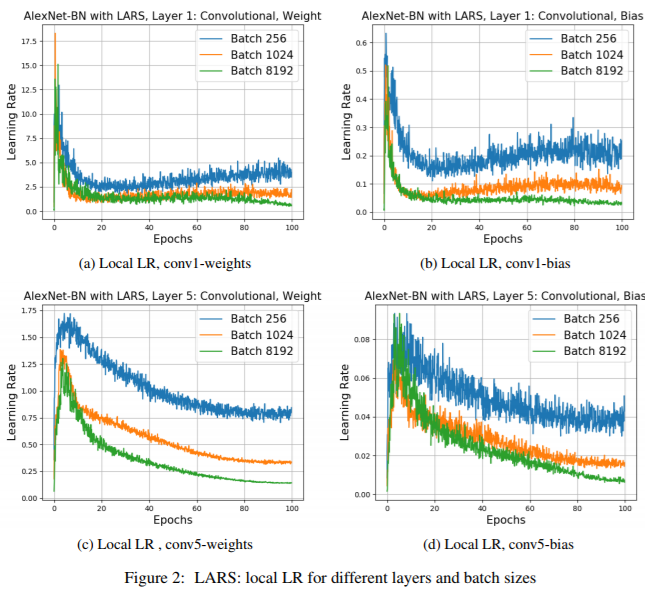 AlexNet-BN with LARS, Layer 1: Convolutional, Weight
Learning Rate
17.5
15.0
12.5
10.0
7.5
5.0
2.5
0.0
Batch 256
Batch 1024
Batch 8192
0 20 40 60 80 100
Epochs
(a) Local LR, conv1-weights
AlexNet-BN with LARS, Layer 1: Convolutional, Bias
Learning Rate
0.6
0.5
0.4
0.3
0.2
0.1
0.0
Batch 256
Batch 1024
Batch 8192
0 20 40 60 80 100
Epochs
(b) Local LR, conv1-bias
AlexNet-BN with LARS, Layer 5: Convolutional, Weight
Learning Rate
1.75
1.50
1.25
1.00
0.75
0.50
0.25
0.00
Batch 256
Batch 1024
Batch 8192
0 20 40 60 80 100
Epochs
(c) Local LR , conv5-weights
AlexNet-BN with LARS, Layer 5: Convolutional, Bias
Learning Rate
0.08
0.06
0.04
0.02
0.00
Batch 256
Batch 1024
Batch 8192
0 20 40 60 80 100
Epochs
(d) Local LR, conv5-bias
Figure 2: LARS: local LR for different layers and batch sizes